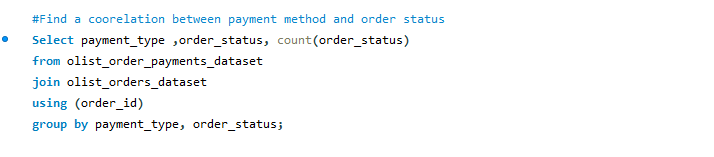 #Find a coorelation between payment method and order status
Select payment_type ,order_status, count(order_status)
from olist_order_payments_dataset
join olist_orders_dataset
using (order_id)
group by payment_type, order_status;